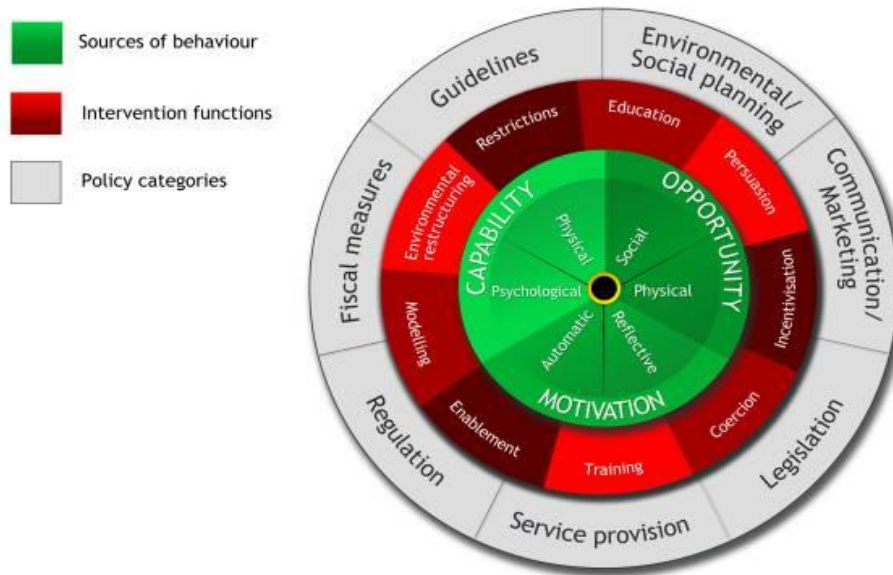 Sources of behaviour
Intervention functions
Policy categories
Guidelines
Environmental/
Social planning
Communication/
Marketing
Legislation
Service provision
Regulation
Fiscal measures
Restrictions
Education
Persuasion
Incentivisation
Coercion
Training
Enablement
Modelling
Environmental
restructuring
CAPABILITY
OPPORTUNITY
MOTIVATION
Physical
Social
Physical
Reflective
Automatic
Psychological